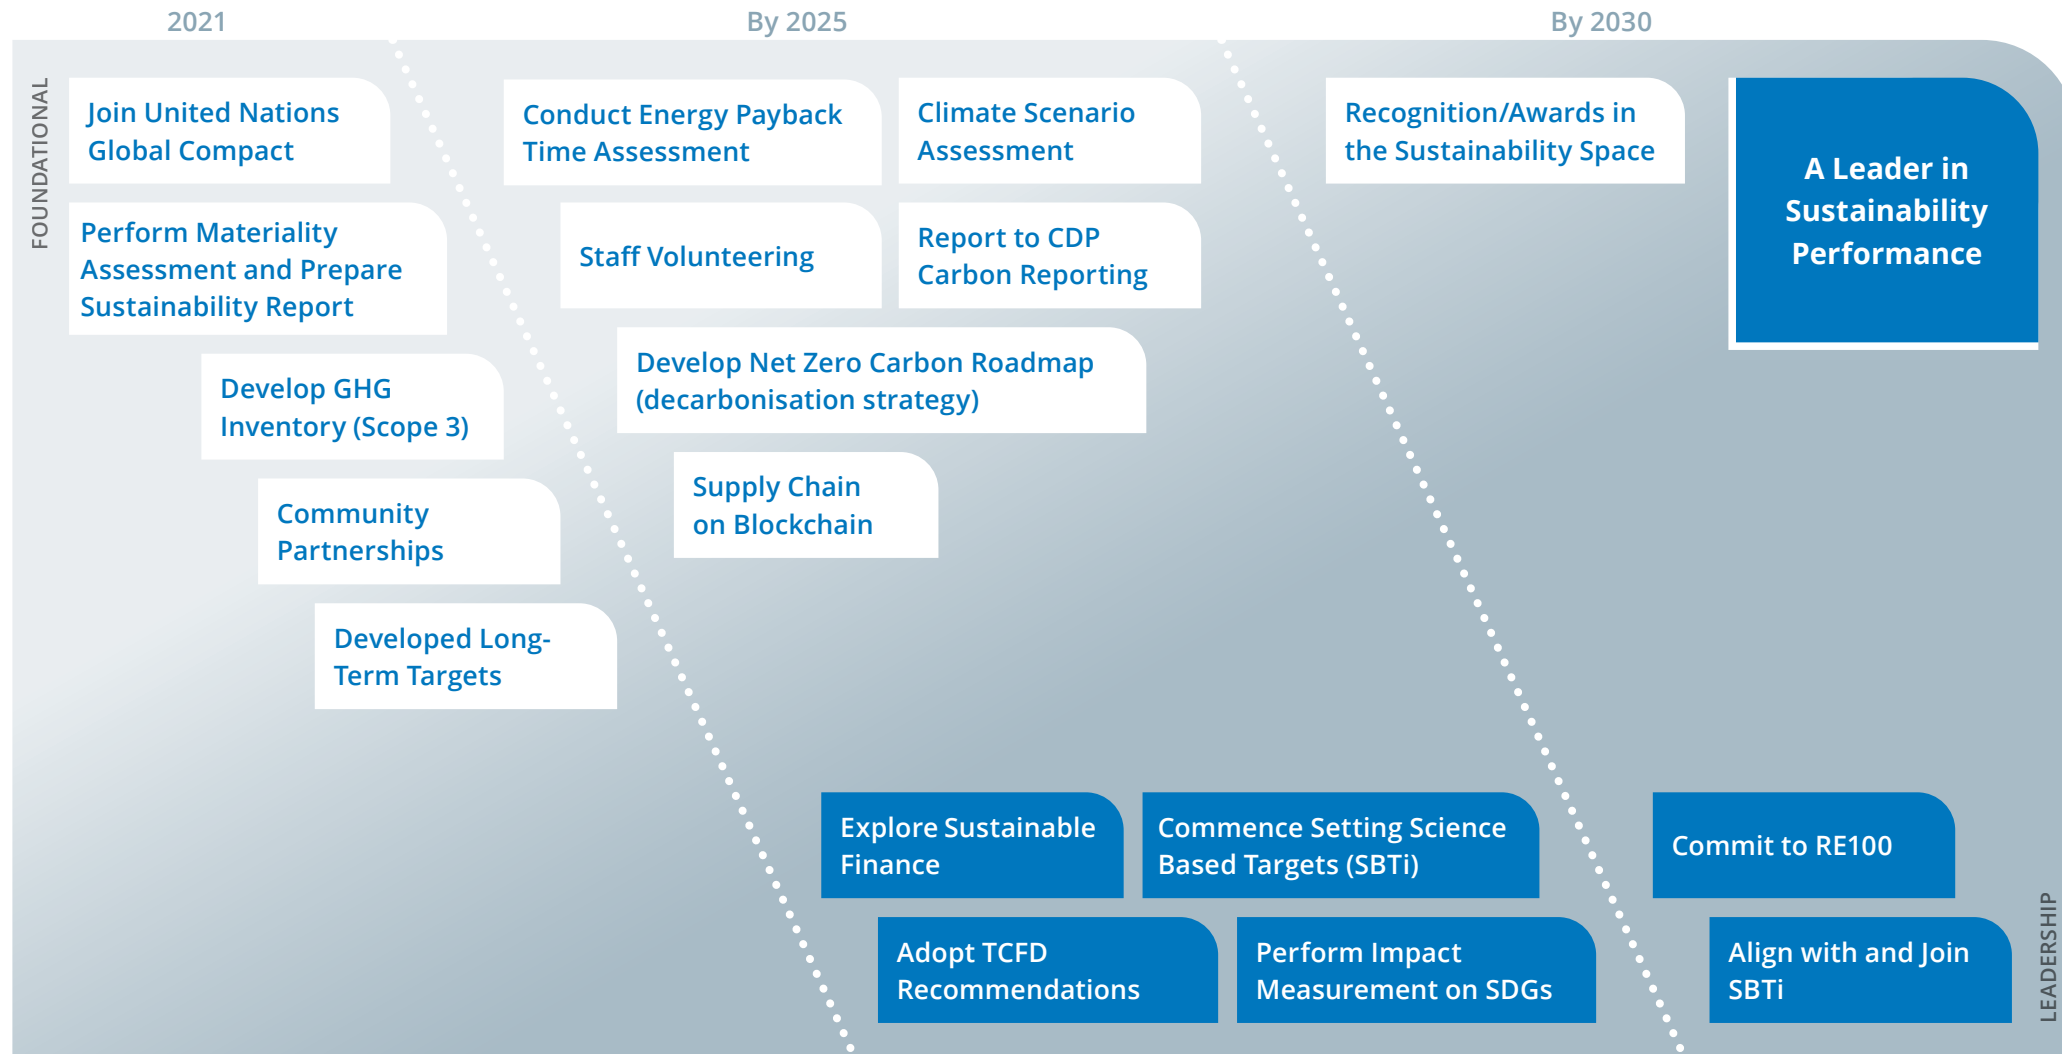 2021
By 2025
By 2030
FOUNDATIONAL
Join United Nations
Global Compact
Perform Materiality
Assessment and Prepare
Sustainability Report
Develop GHG
Inventory (Scope 3)
Community
Partnerships
Developed Long-
Term Targets
Conduct Energy Payback
Time Assessment
Climate Scenario
Assessment
Staff Volunteering
Report to CDP
Carbon Reporting
Develop Net Zero Carbon Roadmap
(decarbonisation strategy)
Supply Chain
on Blockchain
Explore Sustainable
Finance
Commence Setting Science
Based Targets (SBTi)
Adopt TCFD
Recommendations
Perform Impact
Measurement on SDGs
Recognition/Awards in
the Sustainability Space
A Leader in
Sustainability
Performance
Commit to RE100
Align with and Join
SBTi
LEADERSHIP